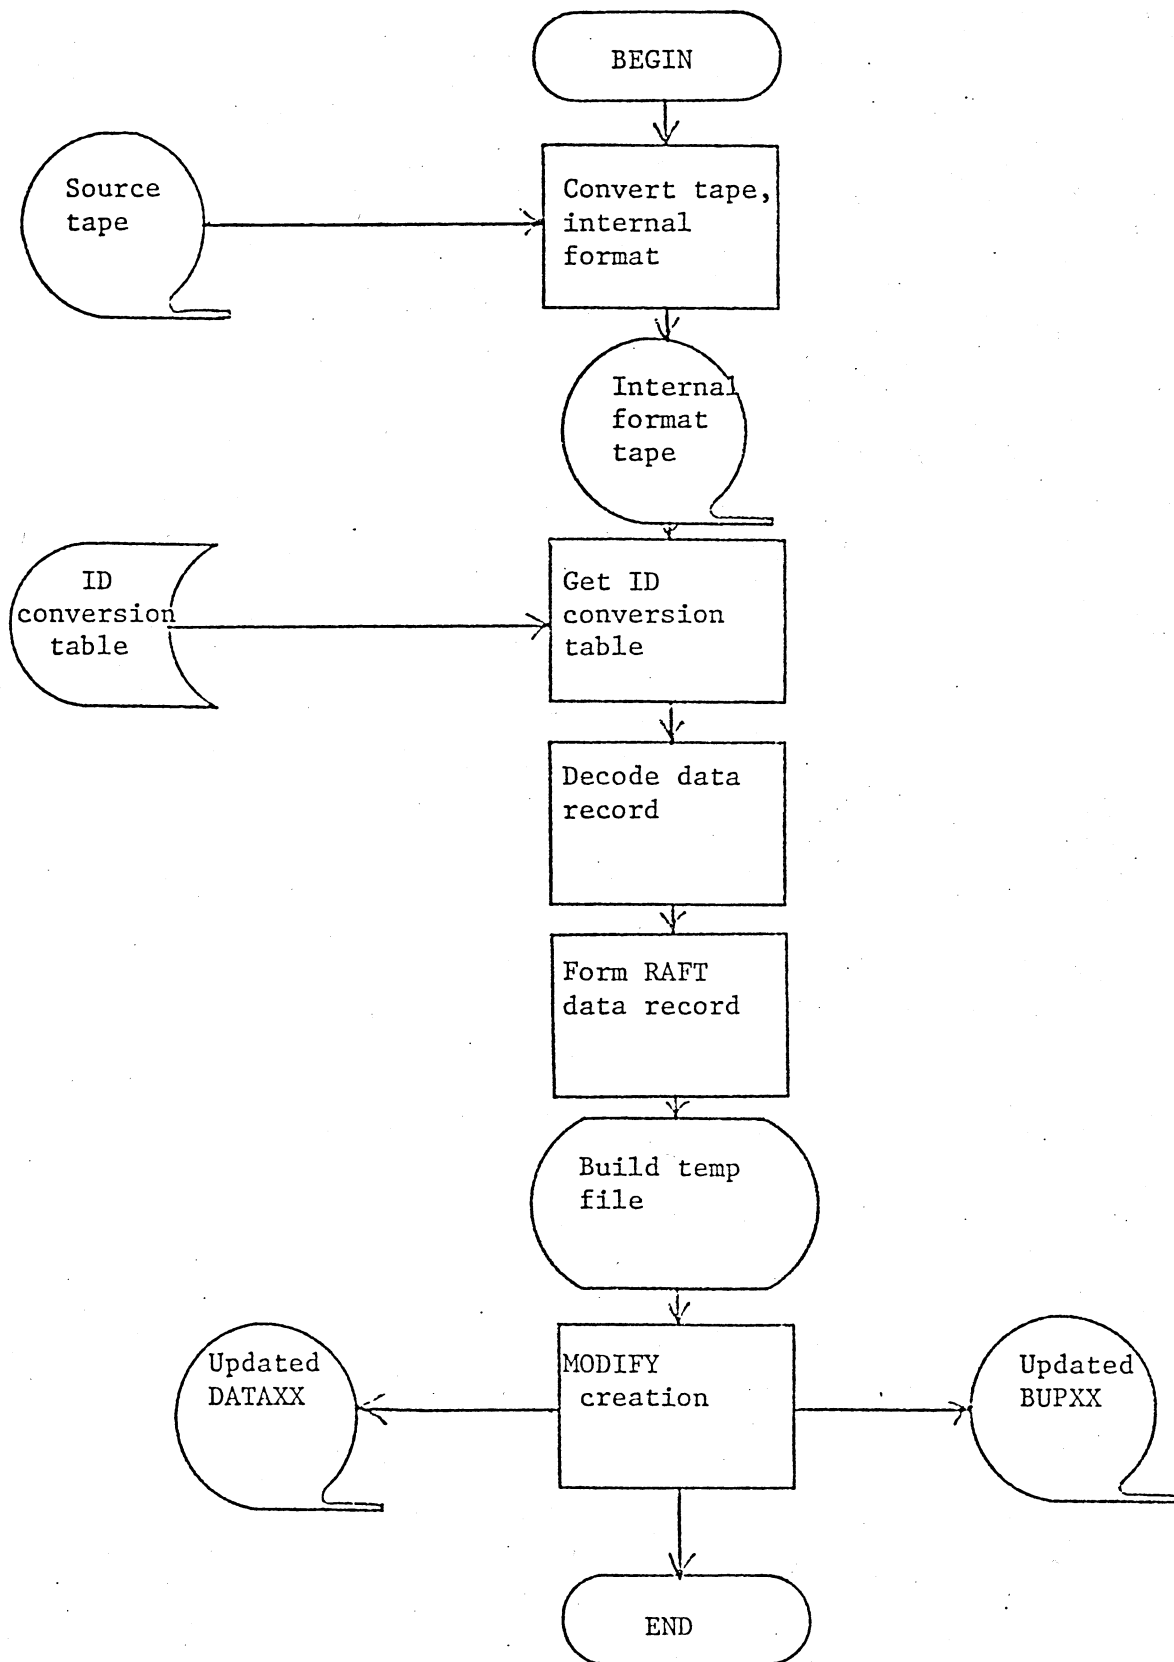 BEGIN
Source
tape
Convert tape,
internal
format
Internal
format
tape
ID
conversion
table
Get ID
conversion
table
Decode data
record
Form RAFT
data record
Build temp
file
Updated
DATAXX
MODIFY
creation
Updated
BUPXX
END